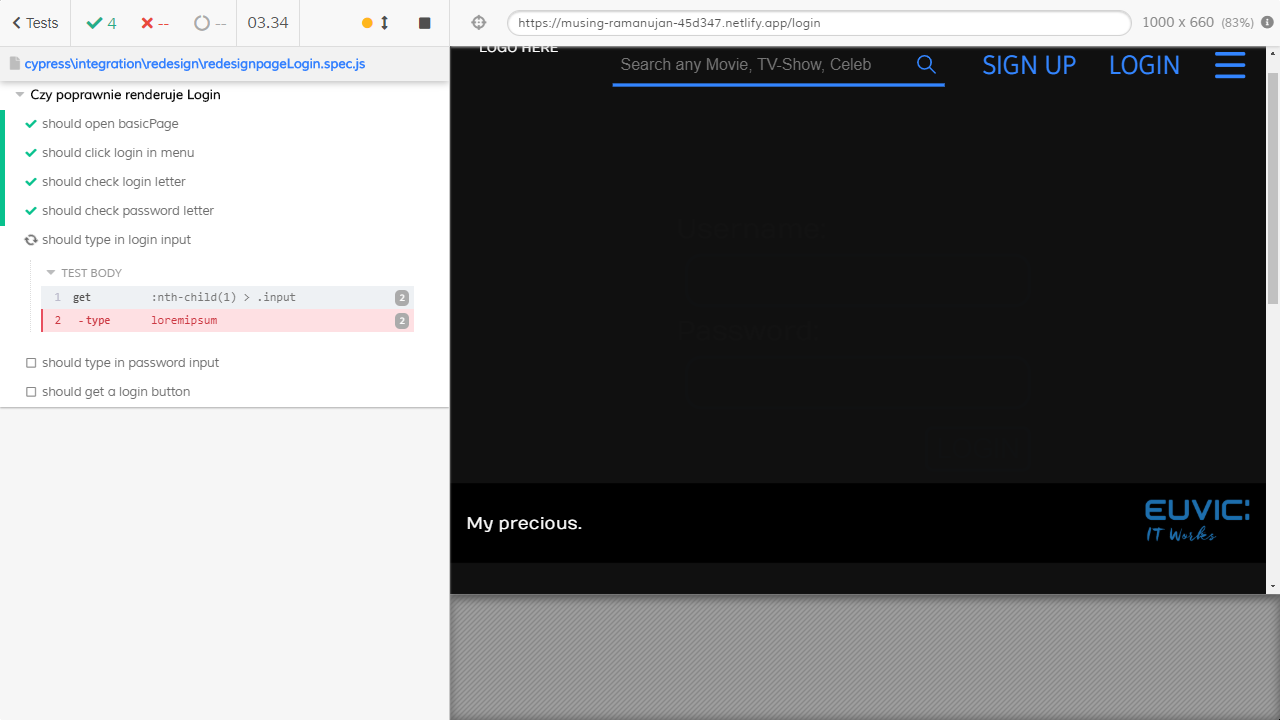 Tests
4
--
--
03.34
https://musing-ramanujan-45d347.netlify.app/login
1000 x 660 (83%)
cypress\integration\redesign\redesignpageLogin.spec.js
Czy poprawnie renderuje Login
should open basicPage
should click login in menu
should check login letter
should check password letter
should type in login input
TEST BODY
1 get :nth-child(1) > .input 2
2 -type loremipsum 2
should type in password input
should get a login button
LOGO HERE
Search any Movie, TV-Show, Celeb
SIGN UP
LOGIN
Username:
Password:
My precious.
EUVIC:
IT Works